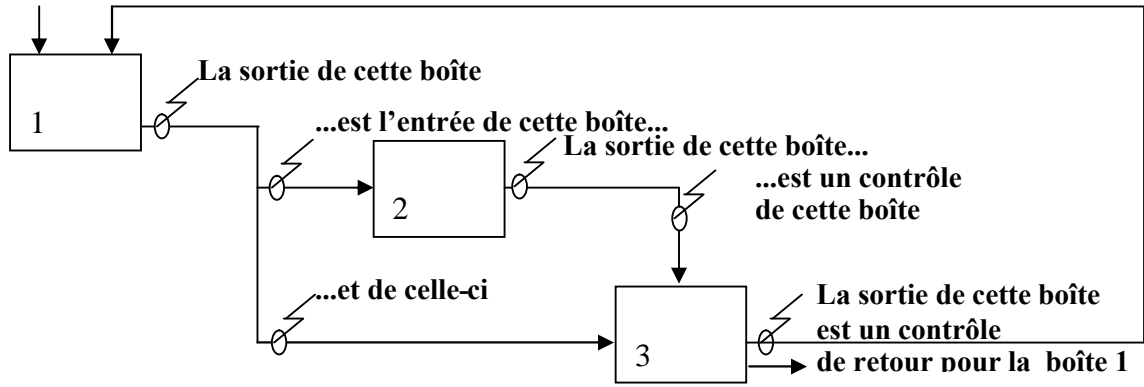 La sortie de cette boîte
1
...est l’entrée de cette boîte...
La sortie de cette boîte...
2
...est un contrôle
de cette boîte
...et de celle-ci
3
La sortie de cette boîte
est un contrôle
de retour pour la boîte 1